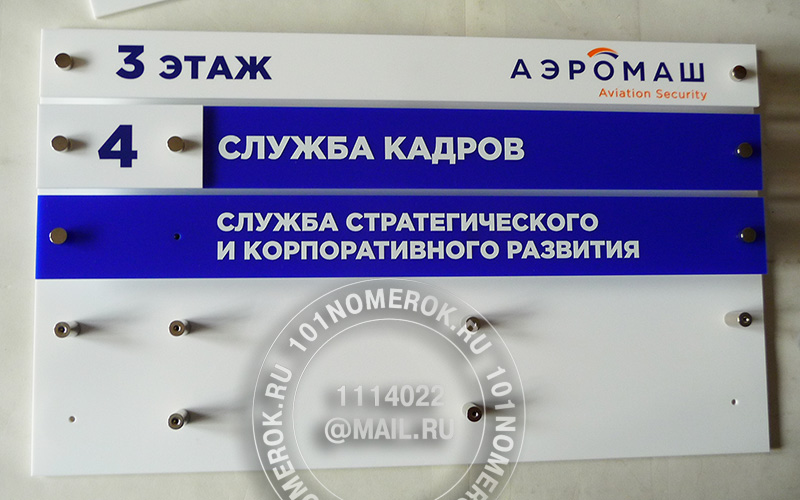 3 ЭТАЖ
АЭРОМАШ
Aviation Security
4
СЛУЖБА КАДРОВ
СЛУЖБА СТРАТЕГИЧЕСКОГО
И КОРПОРАТИВНОГО РАЗВИТИЯ
101NOMEROK.RU 101NOMEROK.RU
1114022
@MAIL.RU